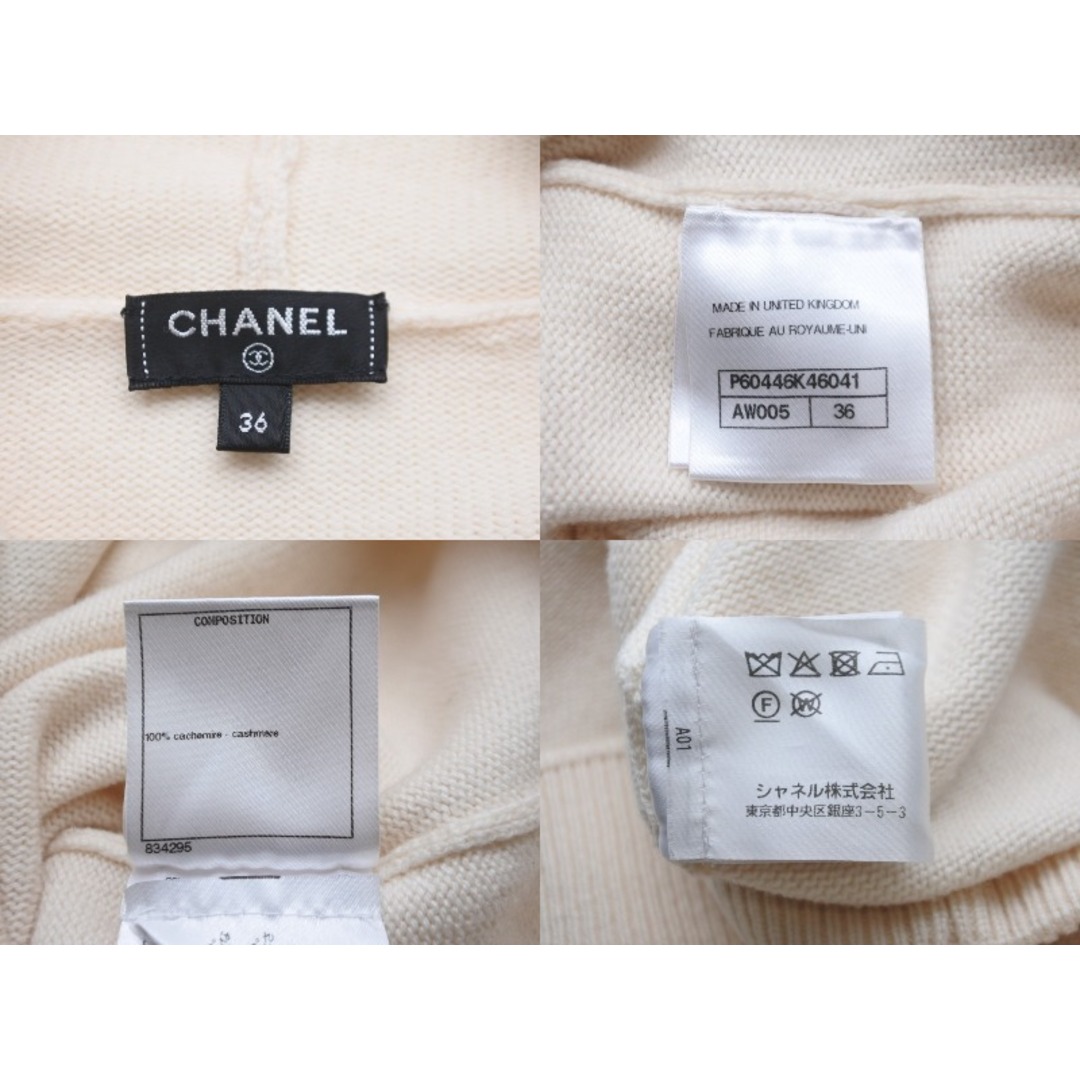 CHANEL
36
MADE IN UNITED KINGDOM
FABRIQUE AU ROYAUME-UNI
P60446K46041
AW005 36
COMPOSITION
100% cachemire - cashmere
834295
F W
A01
シャネル株式会社
東京都中央区銀座3-5-3